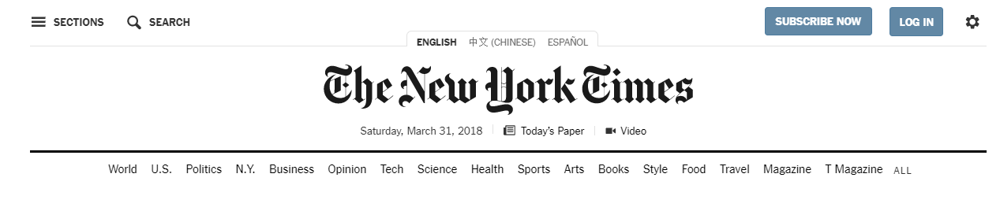 SECTIONS SEARCH SUBSCRIBE NOW LOG IN
ENGLISH 中文 (CHINESE) ESPAÑOL
The New York Times
Saturday, March 31, 2018 Today's Paper Video
World U.S. Politics N.Y. Business Opinion Tech Science Health Sports Arts Books Style Food Travel Magazine T Magazine ALL